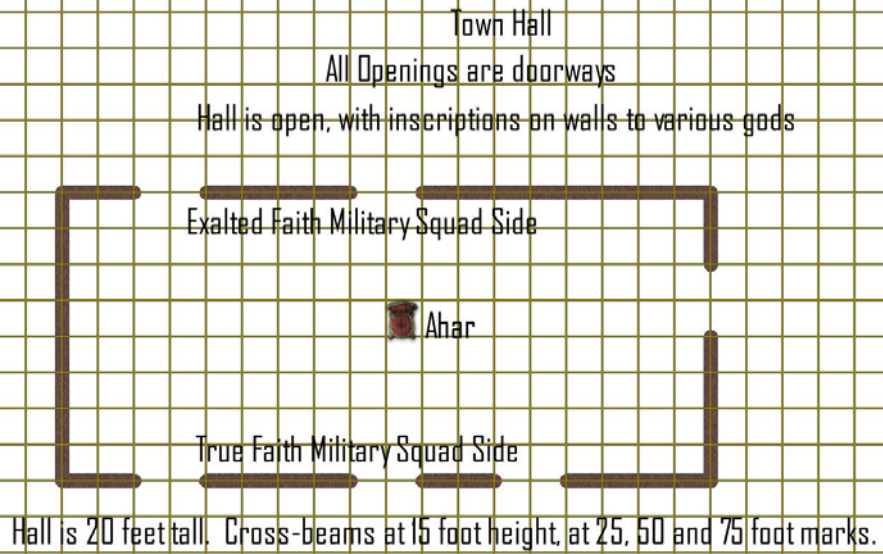 Town Hall
All Openings are doorways
Hall is open, with inscriptions on walls to various gods
Exalted Faith Military Squad Side
Ahar
True Faith Military Squad Side
Hall is 20 feet tall. Cross-beams at 15 foot height, at 25, 50 and 75 foot marks.